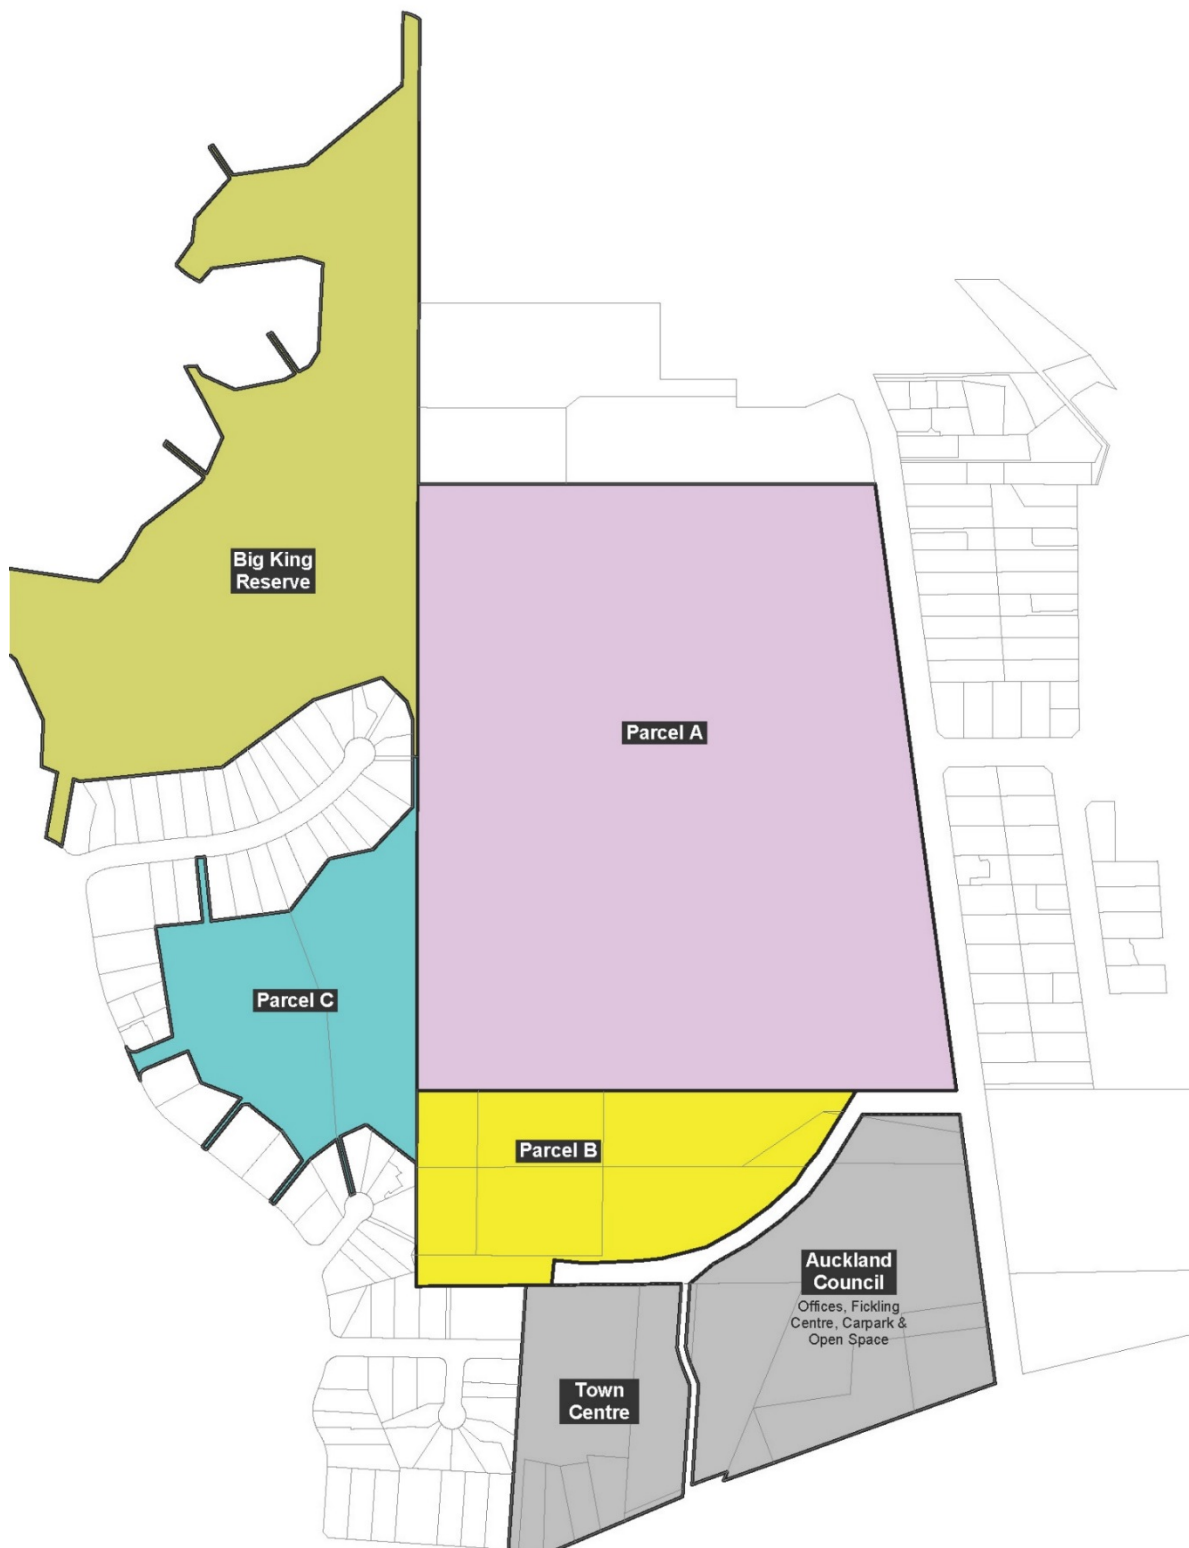 Big King
Reserve
Parcel A
Parcel C
Parcel B
Auckland
Council
Offices, Fickling
Centre, Carpark &
Open Space
Town
Centre